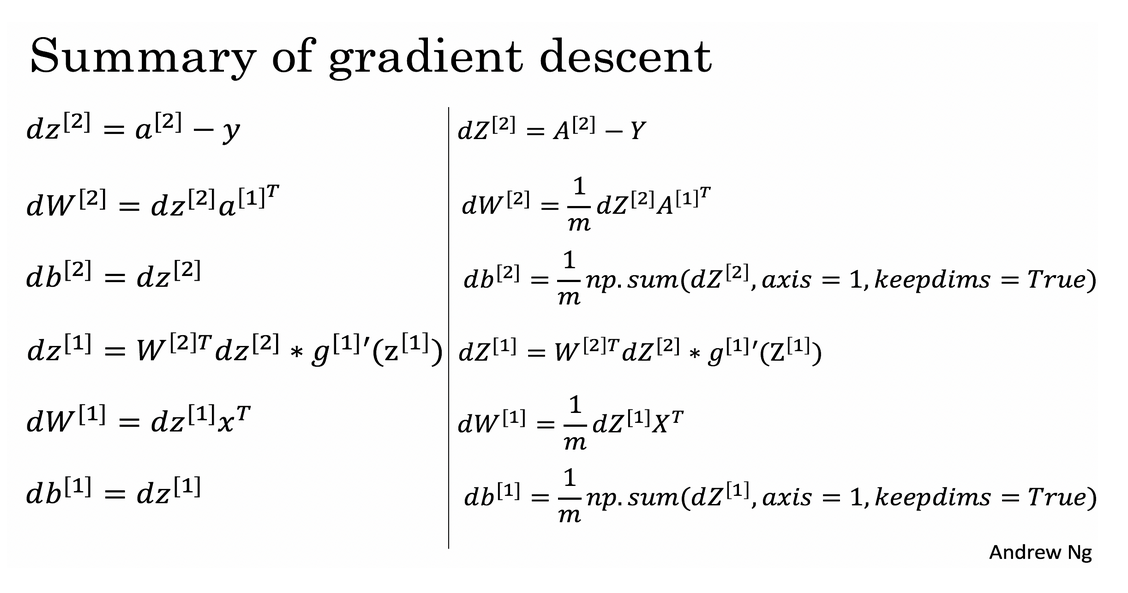 Summary of gradient descent
dz^{[2]} = a^{[2]} − y
dW^{[2]} = dz^{[2]}a^{[1]^T}
db^{[2]} = dz^{[2]}
dz^{[1]} = W^{[2]T}dz^{[2]} ∗ g^{[1]}′(z^{[1]})
dW^{[1]} = dz^{[1]}x^T
db^{[1]} = dz^{[1]}
dZ^{[2]} = A^{[2]} − Y
dW^{[2]} = \frac{1}{m}dZ^{[2]}A^{[1]^T}
db^{[2]} = \frac{1}{m}np.sum(dZ^{[2]}, axis = 1, keepdims = True)
dZ^{[1]} = W^{[2]T}dZ^{[2]} ∗ g^{[1]}′(Z^{[1]})
dW^{[1]} = \frac{1}{m}dZ^{[1]}X^T
db^{[1]} = \frac{1}{m}np.sum(dZ^{[1]}, axis = 1, keepdims = True)
Andrew Ng